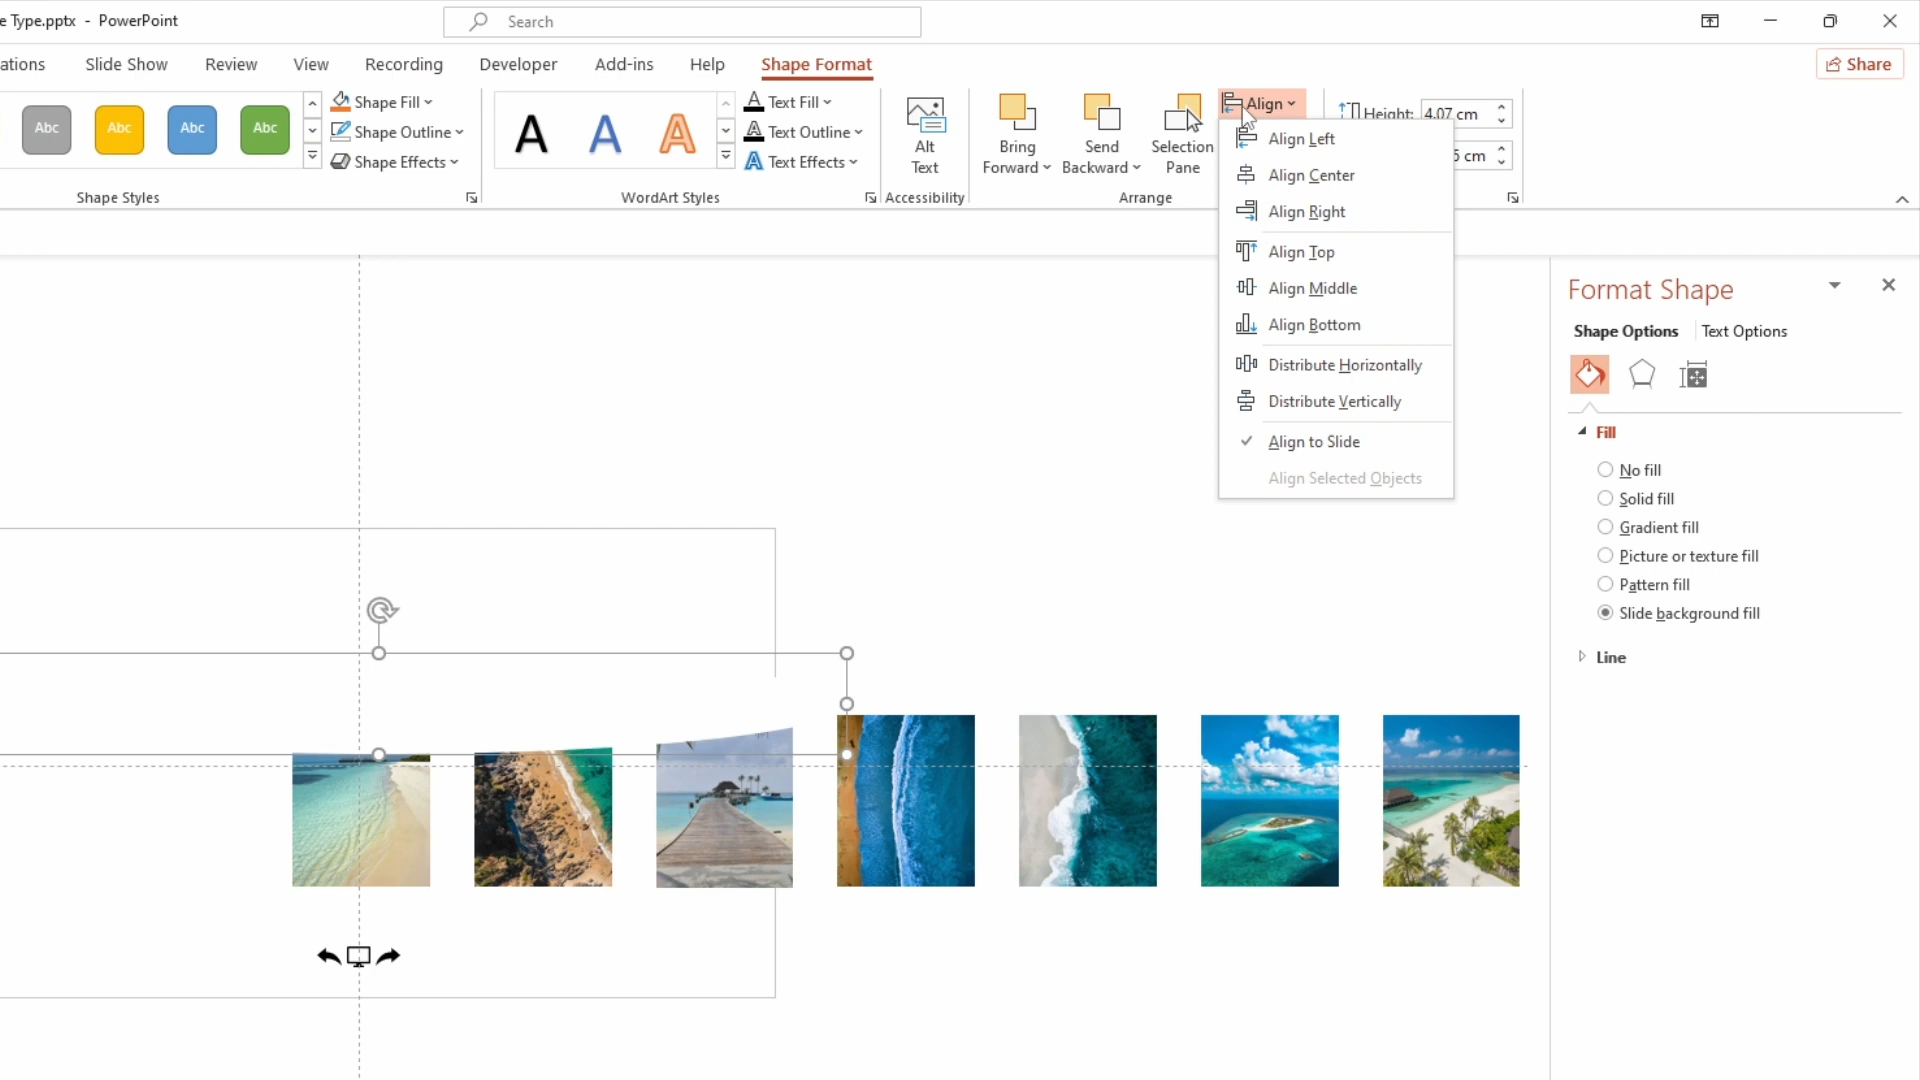 e Type.pptx - PowerPoint
Search
ations Slide Show Review View Recording Developer Add-ins Help Shape Format
Share
Abc Abc Abc Abc
Shape Fill
Shape Outline
Shape Effects
Shape Styles
A A A
Text Fill
Text Outline
Text Effects
WordArt Styles
Alt Text
Accessibility
Bring Forward
Send Backward
Selection Pane
Arrange
Align
Height: 4.07 cm
cm
Align Left
Align Center
Align Right
Align Top
Align Middle
Align Bottom
Distribute Horizontally
Distribute Vertically
Align to Slide
Align Selected Objects
Format Shape
Shape Options Text Options
Fill
No fill
Solid fill
Gradient fill
Picture or texture fill
Pattern fill
Slide background fill
Line